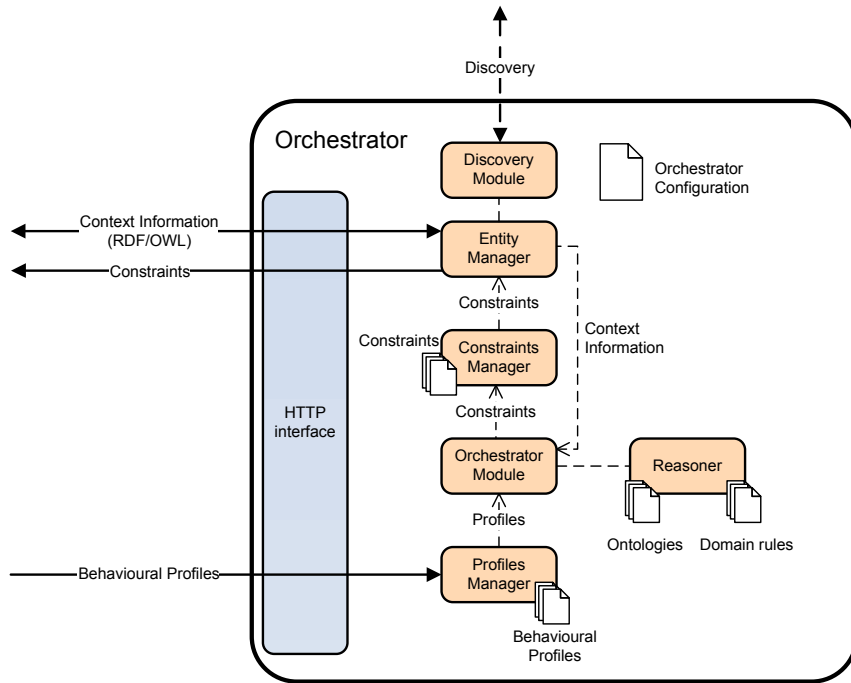 Discovery
Orchestrator
Discovery
Module
Orchestrator
Configuration
Context Information
(RDF/OWL)
Entity
Manager
Constraints
Constraints
Constraints
Constraints
Manager
Context
Information
Constraints
HTTP
interface
Orchestrator
Module
Reasoner
Profiles
Ontologies
Domain rules
Behavioural Profiles
Profiles
Manager
Behavioural
Profiles